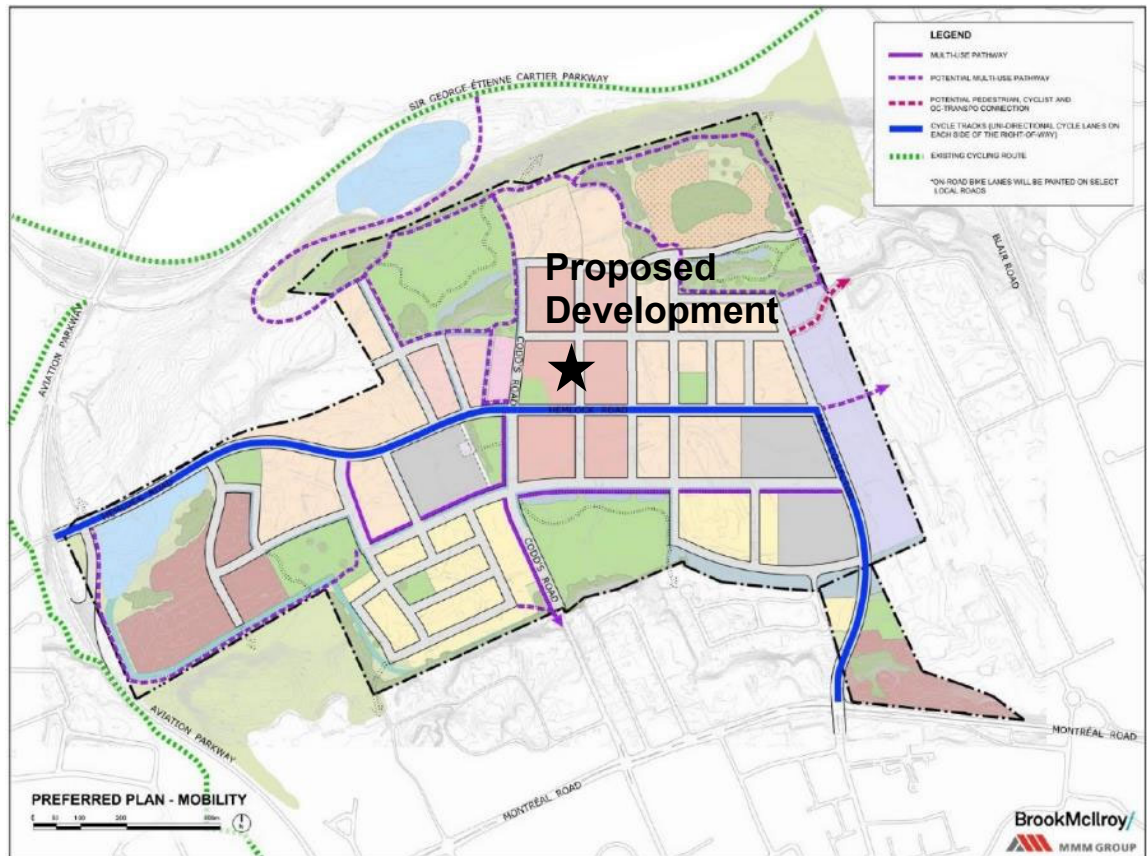 LEGEND
MULTI-USE PATHWAY
POTENTIAL MULTI-USE PATHWAY
POTENTIAL PEDESTRIAN, CYCLIST AND
OC-TRANSPO CONNECTION
CYCLE TRACKS (UNI-DIRECTIONAL CYCLE LANES ON
EACH SIDE OF THE RIGHT-OF-WAY)
EXISTING CYCLING ROUTE
*ON-ROAD BIKE LANES WILL BE PAINTED ON SELECT
LOCAL ROADS
SIR GEORGE-ÉTIENNE CARTIER PARKWAY
BLAIR ROAD
Proposed
Development
AVIATION PARKWAY
CODD'S ROAD
HEMLOCK ROAD
CODD'S ROAD
AVIATION PARKWAY
MONTRÉAL ROAD
MONTRÉAL ROAD
PREFERRED PLAN - MOBILITY
BrookMcIlroy/
MMM GROUP